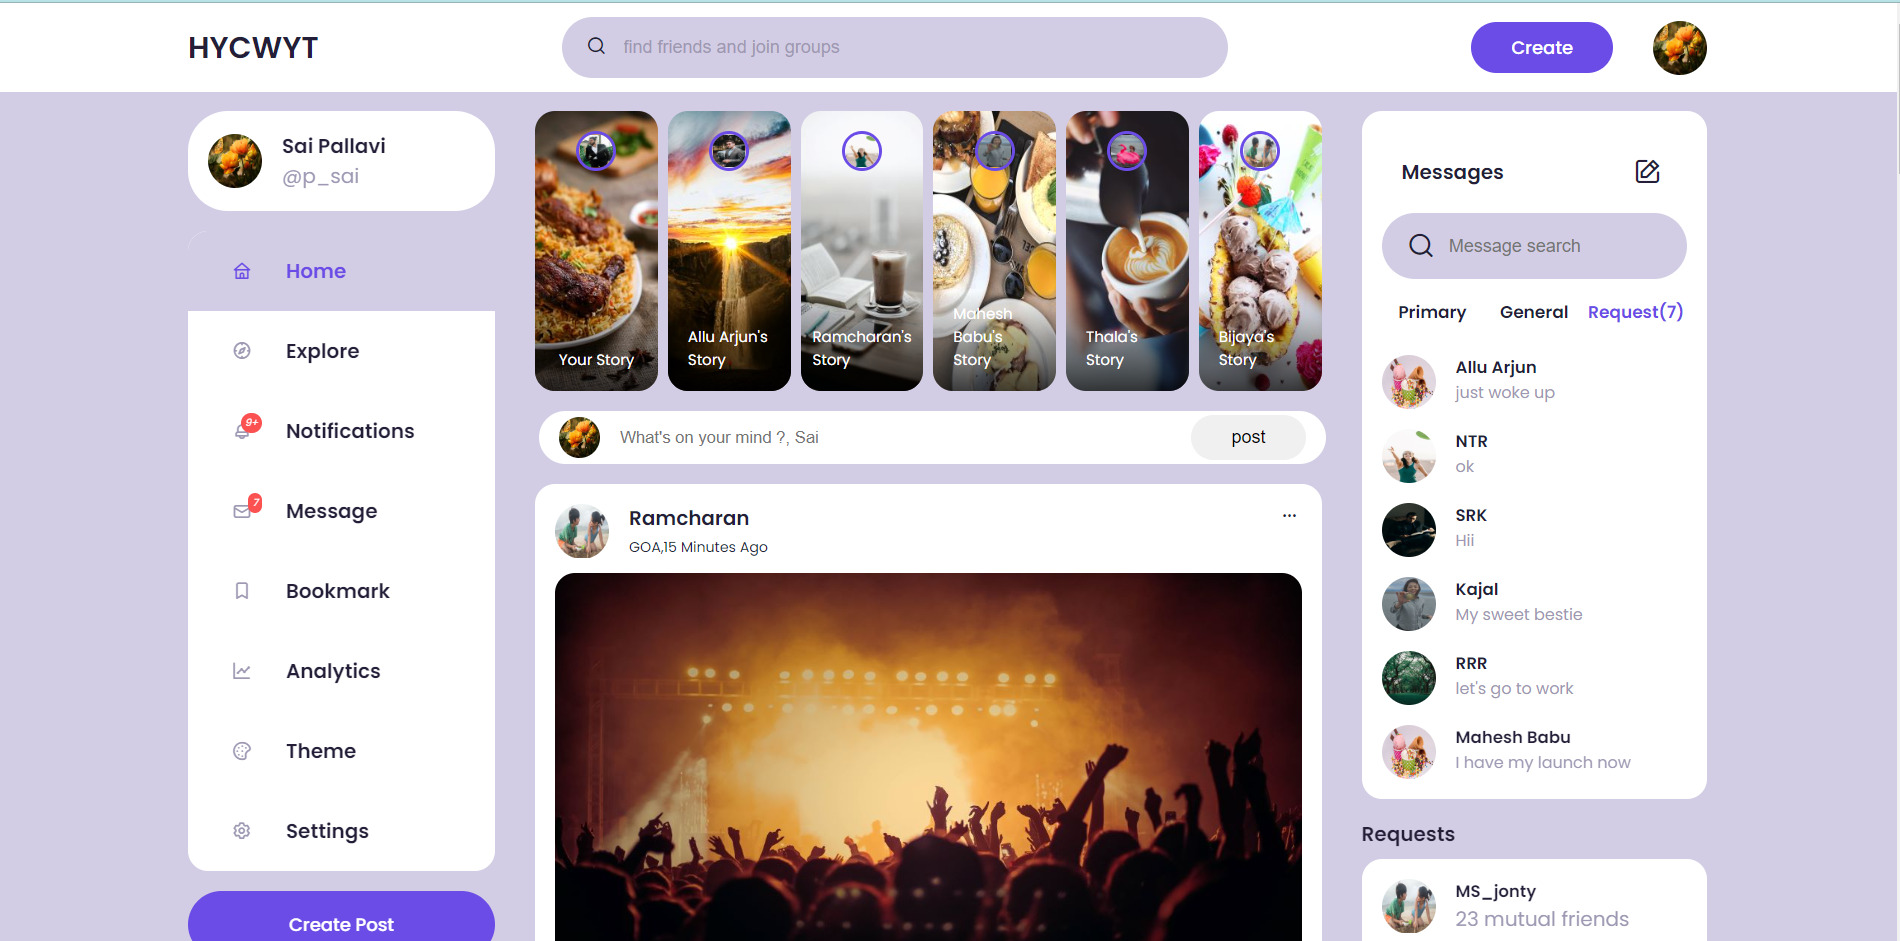 HYCWYT
find friends and join groups
Create
Sai Pallavi
@p_sai
Home
Explore
9+
Notifications
7
Message
Bookmark
Analytics
Theme
Settings
Create Post
Your Story
Allu Arjun's
Story
Ramcharan's
Story
Mahesh
Babu's
Story
Thala's
Story
Bijaya's
Story
What's on your mind ?, Sai
post
Ramcharan
GOA,15 Minutes Ago
Messages
Message search
Primary
General
Request(7)
Allu Arjun
just woke up
NTR
ok
SRK
Hii
Kajal
My sweet bestie
RRR
let's go to work
Mahesh Babu
I have my launch now
Requests
MS_jonty
23 mutual friends